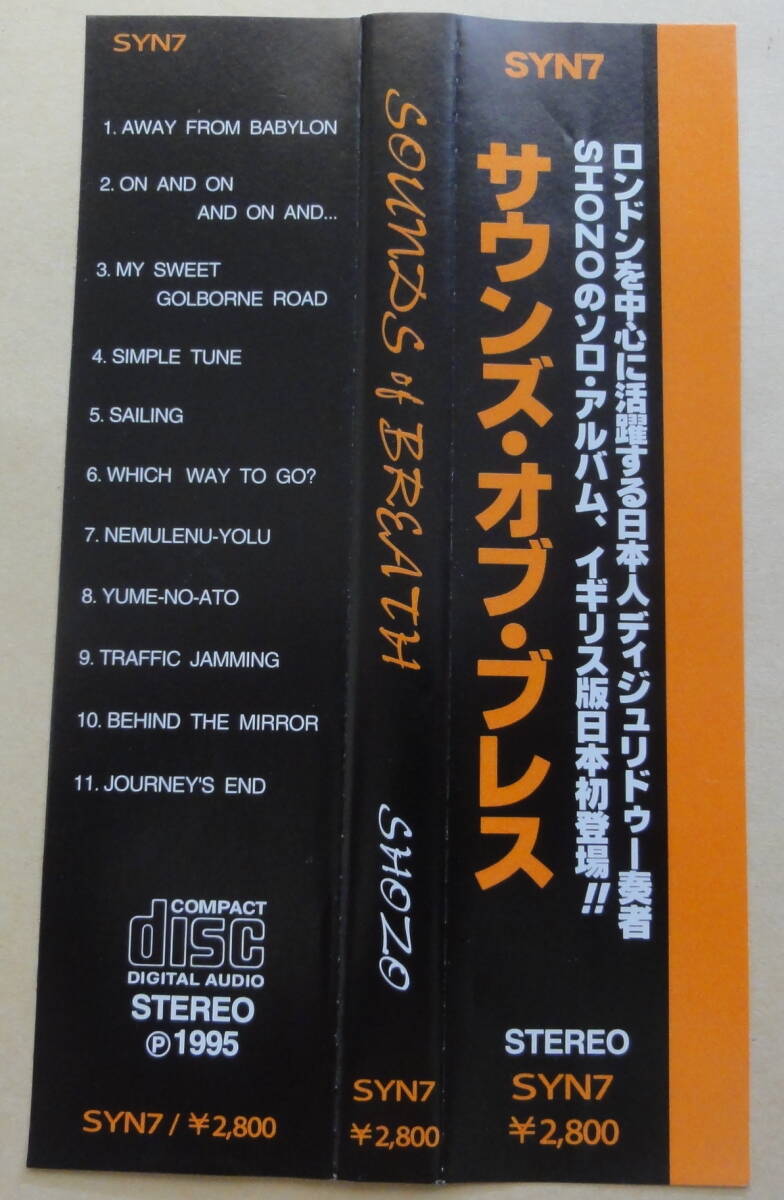 SYN7
1. AWAY FROM BABYLON
2. ON AND ON
AND ON AND...
3. MY SWEET
GOLBORNE ROAD
4. SIMPLE TUNE
5. SAILING
6. WHICH WAY TO GO?
7. NEMULENU-YOLU
8. YUME-NO-ATO
9. TRAFFIC JAMMING
10. BEHIND THE MIRROR
11. JOURNEY'S END
COMPACT
disc
DIGITAL AUDIO
STEREO
Ⓟ1995
SYN7 / ¥2,800
SOUNDS of BREATH
SHOZO
SYN7
¥2,800
SYN7
サウンズ・オブ・ブレス
ロンドンを中心に活躍する日本人ディジュリドゥー奏者
SHOZOのソロ・アルバム、イギリス版日本初登場!!
STEREO
SYN7
¥2,800